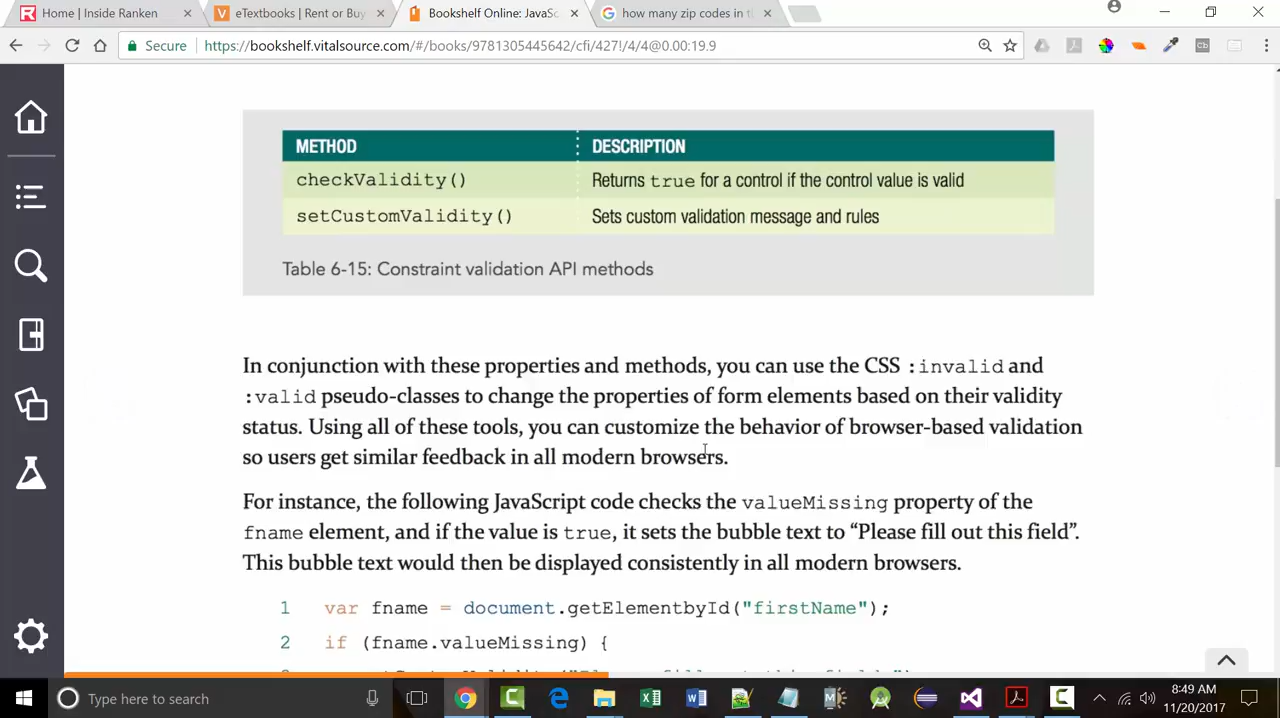 Home | Inside Ranken
eTextbooks | Rent or Buy
Bookshelf Online: JavaSc
how many zip codes in t
Secure
https://bookshelf.vitalsource.com/#/books/9781305445642/cfi/427!/4/4@0.00:19.9
METHOD DESCRIPTION
checkValidity() Returns true for a control if the control value is valid
setCustomValidity() Sets custom validation message and rules
Table 6-15: Constraint validation API methods
In conjunction with these properties and methods, you can use the CSS :invalid and
:valid pseudo-classes to change the properties of form elements based on their validity
status. Using all of these tools, you can customize the behavior of browser-based validation
so users get similar feedback in all modern browsers.
For instance, the following JavaScript code checks the valueMissing property of the
fname element, and if the value is true, it sets the bubble text to “Please fill out this field”.
This bubble text would then be displayed consistently in all modern browsers.
1 var fname = document.getElementbyId("firstName");
2 if (fname.valueMissing) {
Type here to search
8:49 AM
11/20/2017